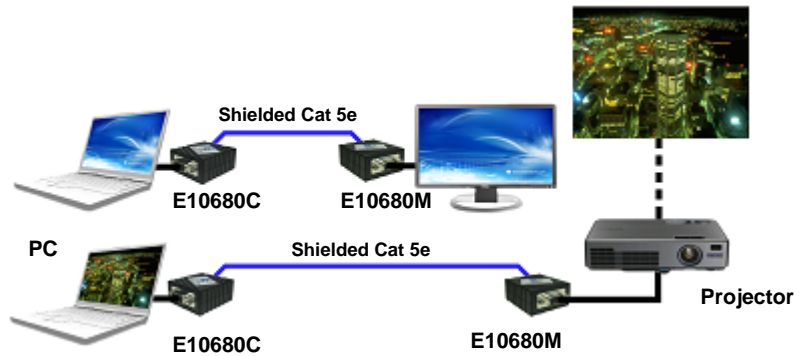 Shielded Cat 5e
E10680C
E10680M
PC
Shielded Cat 5e
Projector
E10680C
E10680M